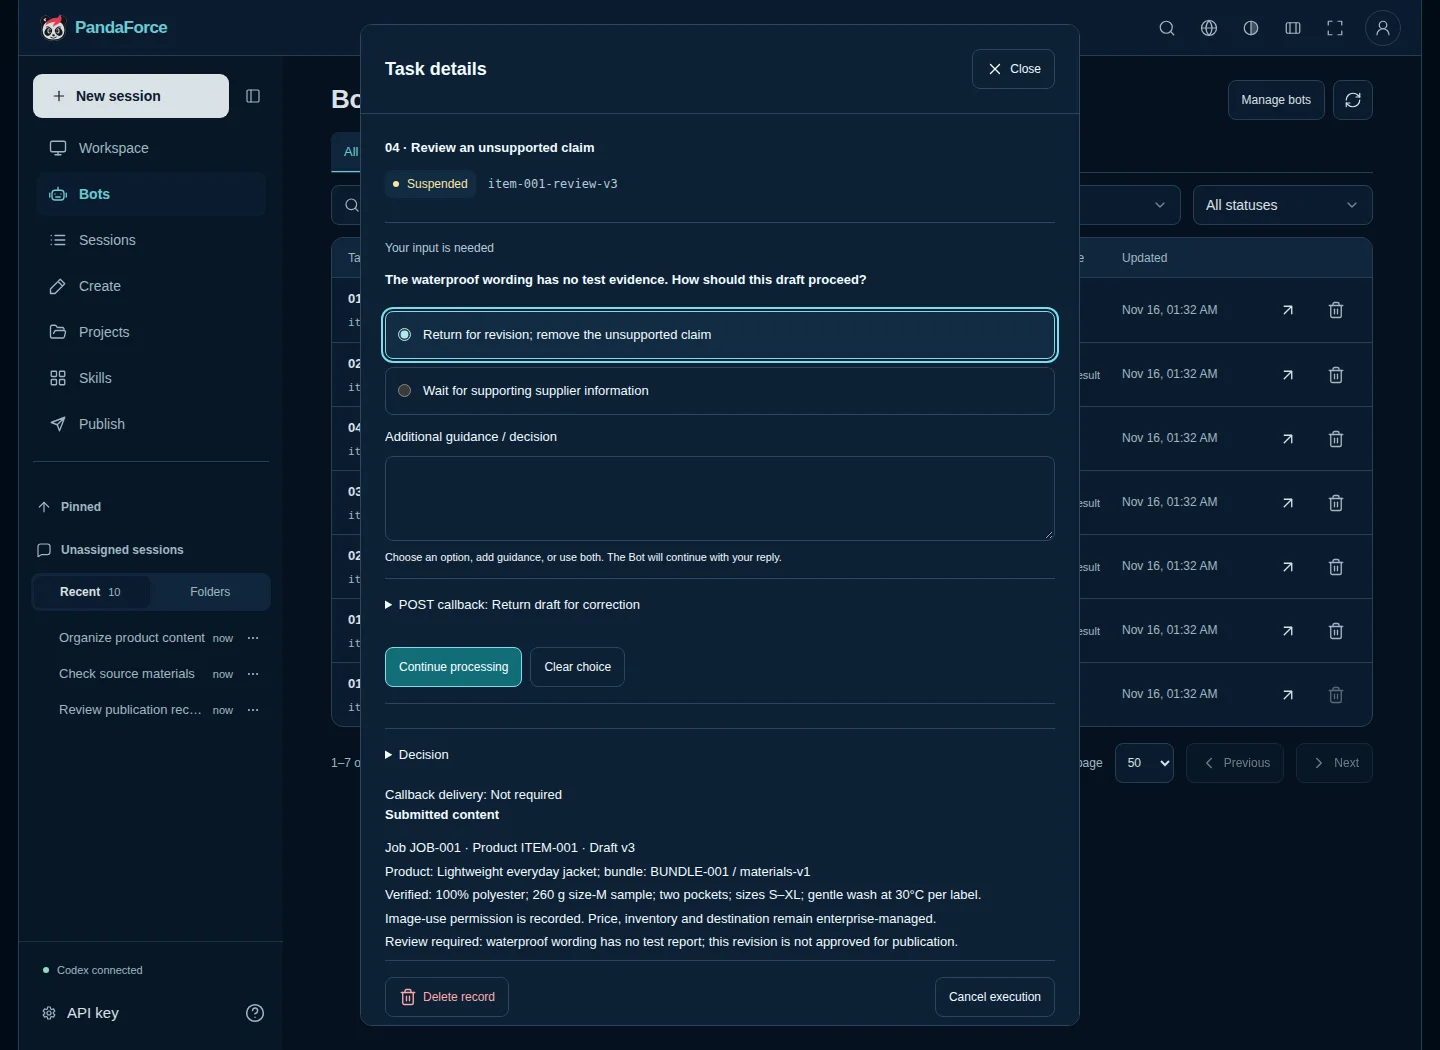 PandaForce
Task details
Close
New session
Manage bots
Workspace
Bots
Sessions
Create
Projects
Skills
Publish
Pinned
Unassigned sessions
Recent 10
Folders
Organize product content now
Check source materials now
Review publication rec... now
Codex connected
API key
All
04 · Review an unsupported claim
Suspended item-001-review-v3
Your input is needed
The waterproof wording has no test evidence. How should this draft proceed?
Return for revision; remove the unsupported claim
Wait for supporting supplier information
Additional guidance / decision
Choose an option, add guidance, or use both. The Bot will continue with your reply.
POST callback: Return draft for correction
Continue processing
Clear choice
Decision
Callback delivery: Not required
Submitted content
Job JOB-001 · Product ITEM-001 · Draft v3
Product: Lightweight everyday jacket; bundle: BUNDLE-001 / materials-v1
Verified: 100% polyester; 260 g size-M sample; two pockets; sizes S–XL; gentle wash at 30°C per label.
Image-use permission is recorded. Price, inventory and destination remain enterprise-managed.
Review required: waterproof wording has no test report; this revision is not approved for publication.
Delete record
Cancel execution
All statuses
Updated
01 Nov 16, 01:32 AM
02 Nov 16, 01:32 AM
04 Nov 16, 01:32 AM
03 Nov 16, 01:32 AM
02 Nov 16, 01:32 AM
01 Nov 16, 01:32 AM
01 Nov 16, 01:32 AM
1–7
page 50 Previous Next